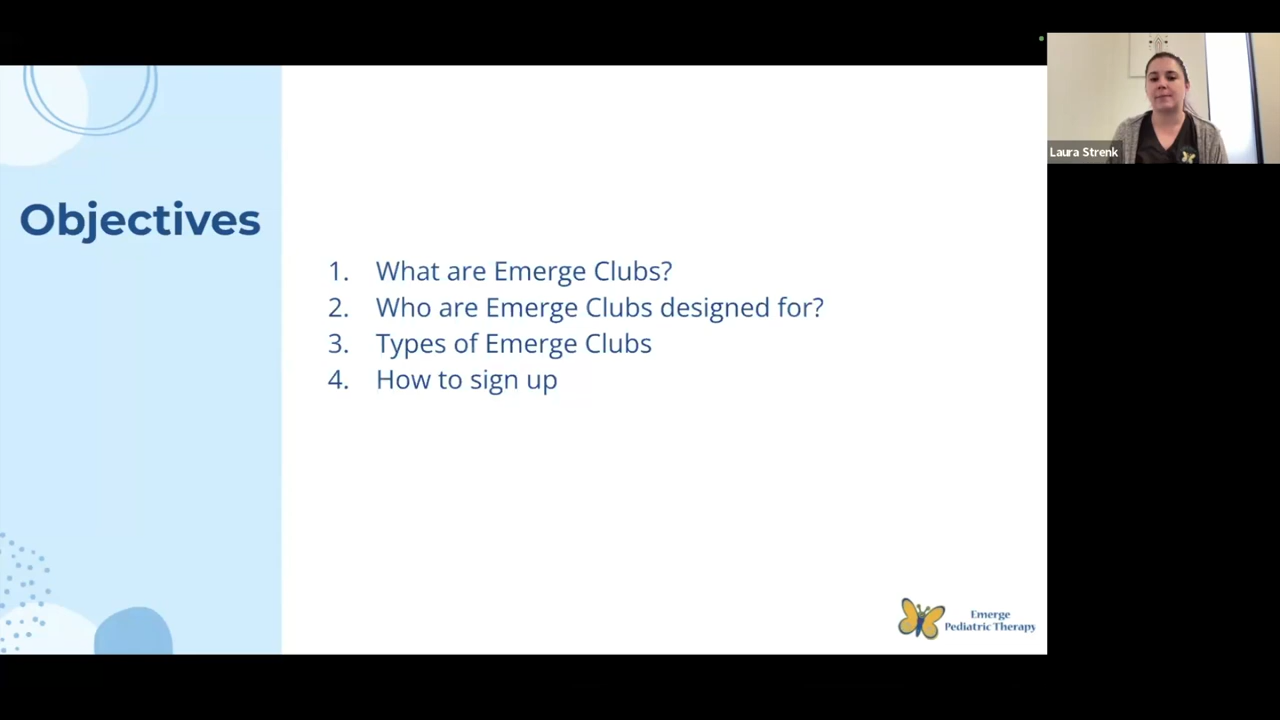 Objectives
1. What are Emerge Clubs?
2. Who are Emerge Clubs designed for?
3. Types of Emerge Clubs
4. How to sign up
Emerge
Pediatric Therapy
Laura Strenk